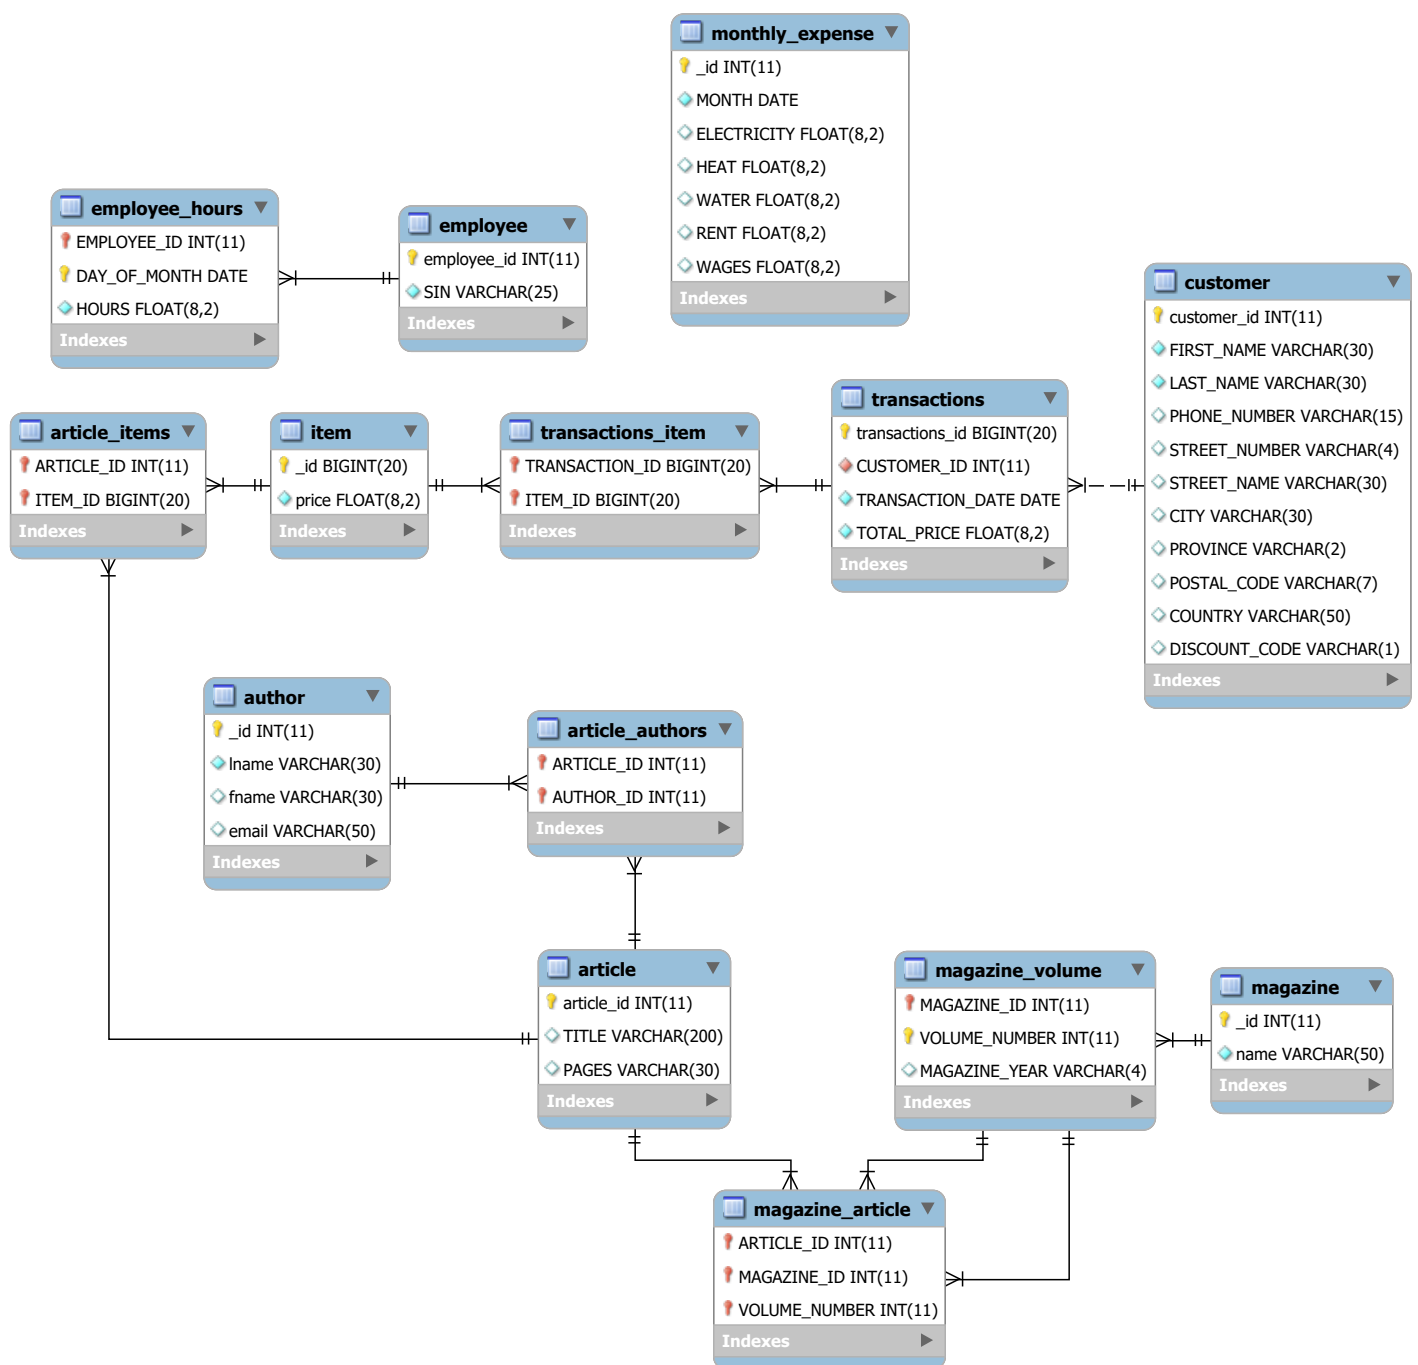 monthly_expense
_id INT(11)
MONTH DATE
ELECTRICITY FLOAT(8,2)
HEAT FLOAT(8,2)
WATER FLOAT(8,2)
RENT FLOAT(8,2)
WAGES FLOAT(8,2)
Indexes
employee_hours
EMPLOYEE_ID INT(11)
DAY_OF_MONTH DATE
HOURS FLOAT(8,2)
Indexes
employee
employee_id INT(11)
SIN VARCHAR(25)
Indexes
customer
customer_id INT(11)
FIRST_NAME VARCHAR(30)
LAST_NAME VARCHAR(30)
PHONE_NUMBER VARCHAR(15)
STREET_NUMBER VARCHAR(4)
STREET_NAME VARCHAR(30)
CITY VARCHAR(30)
PROVINCE VARCHAR(2)
POSTAL_CODE VARCHAR(7)
COUNTRY VARCHAR(50)
DISCOUNT_CODE VARCHAR(1)
Indexes
article_items
ARTICLE_ID INT(11)
ITEM_ID BIGINT(20)
Indexes
item
_id BIGINT(20)
price FLOAT(8,2)
Indexes
transactions_item
TRANSACTION_ID BIGINT(20)
ITEM_ID BIGINT(20)
Indexes
transactions
transactions_id BIGINT(20)
CUSTOMER_ID INT(11)
TRANSACTION_DATE DATE
TOTAL_PRICE FLOAT(8,2)
Indexes
author
_id INT(11)
lname VARCHAR(30)
fname VARCHAR(30)
email VARCHAR(50)
Indexes
article_authors
ARTICLE_ID INT(11)
AUTHOR_ID INT(11)
Indexes
article
article_id INT(11)
TITLE VARCHAR(200)
PAGES VARCHAR(30)
Indexes
magazine_volume
MAGAZINE_ID INT(11)
VOLUME_NUMBER INT(11)
MAGAZINE_YEAR VARCHAR(4)
Indexes
magazine
_id INT(11)
name VARCHAR(50)
Indexes
magazine_article
ARTICLE_ID INT(11)
MAGAZINE_ID INT(11)
VOLUME_NUMBER INT(11)
Indexes